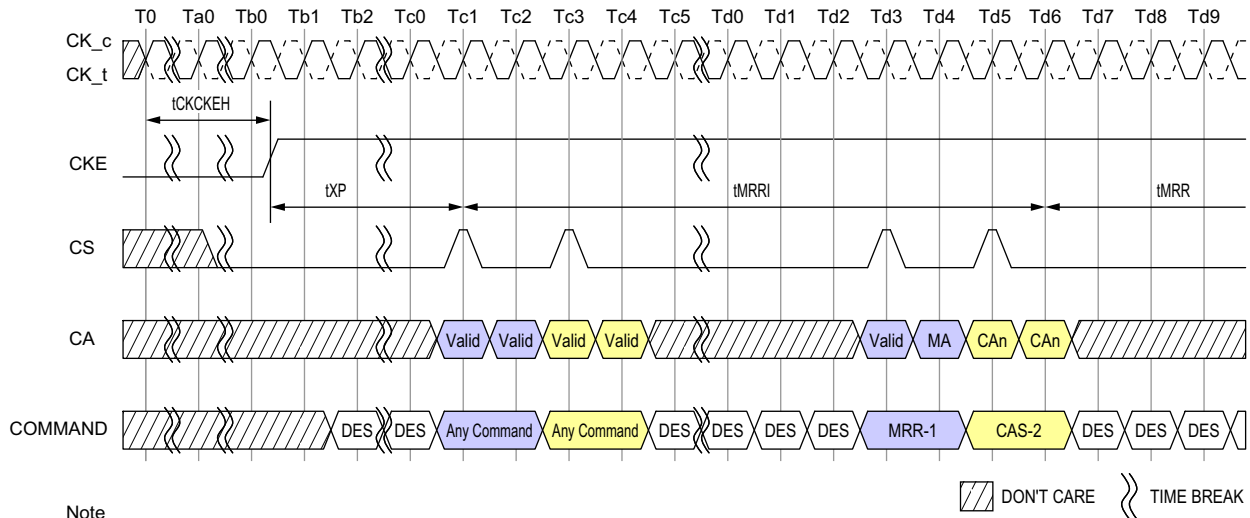 T0 Ta0 Tb0 Tb1 Tb2 Tc0 Tc1 Tc2 Tc3 Tc4 Tc5 Td0 Td1 Td2 Td3 Td4 Td5 Td6 Td7 Td8 Td9
CK_c
CK_t
tCKCKEH
CKE
tXP tMRRI tMRR
CS
CA Valid Valid Valid Valid Valid MA CAn CAn
COMMAND DES DES Any Command Any Command DES DES DES DES MRR-1 CAS-2 DES DES DES
DON'T CARE TIME BREAK
Note